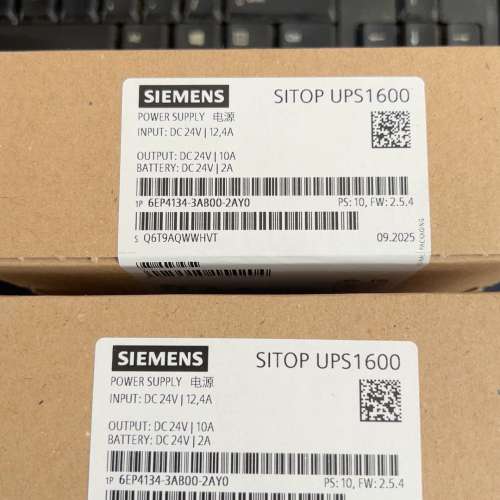 SIEMENS SITOP UPS1600
POWER SUPPLY 电源
INPUT: DC 24V | 12,4A
OUTPUT: DC 24V | 10A
BATTERY: DC 24V | 2A
1P 6EP4134-3AB00-2AY0 PS: 10, FW: 2.5.4
S Q6T9AQWWHVT 09.2025
PACKAGING
SIEMENS SITOP UPS1600
POWER SUPPLY 电源
INPUT: DC 24V | 12,4A
OUTPUT: DC 24V | 10A
BATTERY: DC 24V | 2A
1P 6EP4134-3AB00-2AY0 PS: 10, FW: 2.5.4